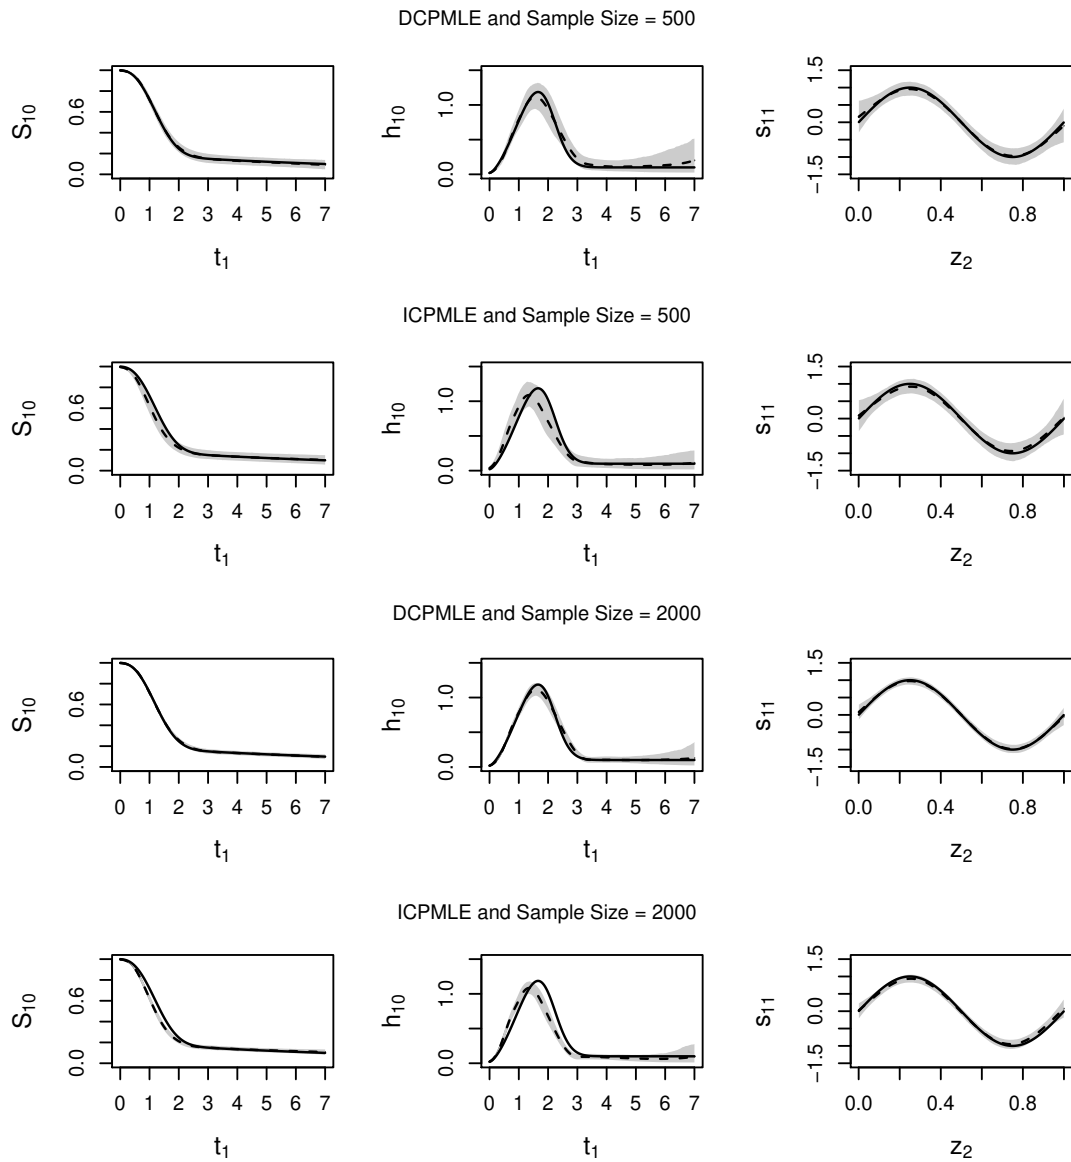 DCPMLE and Sample Size = 500
S10
0.0 0.6
0 1 2 3 4 5 6 7
t1
h10
0.0 1.0
0 1 2 3 4 5 6 7
t1
s11
−1.5 0.0 1.5
0.0 0.4 0.8
z2
ICPMLE and Sample Size = 500
S10
0.0 0.6
0 1 2 3 4 5 6 7
t1
h10
0.0 1.0
0 1 2 3 4 5 6 7
t1
s11
−1.5 0.0 1.5
0.0 0.4 0.8
z2
DCPMLE and Sample Size = 2000
S10
0.0 0.6
0 1 2 3 4 5 6 7
t1
h10
0.0 1.0
0 1 2 3 4 5 6 7
t1
s11
−1.5 0.0 1.5
0.0 0.4 0.8
z2
ICPMLE and Sample Size = 2000
S10
0.0 0.6
0 1 2 3 4 5 6 7
t1
h10
0.0 1.0
0 1 2 3 4 5 6 7
t1
s11
−1.5 0.0 1.5
0.0 0.4 0.8
z2